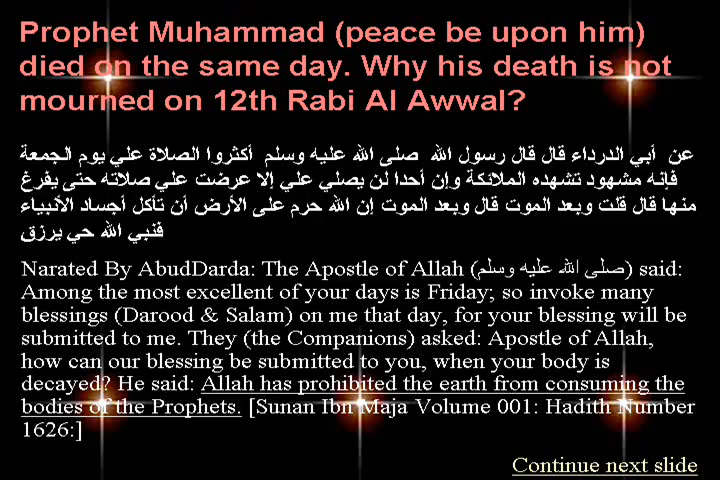 Prophet Muhammad (peace be upon him)
died on the same day. Why his death is not
mourned on 12th Rabi Al Awwal?
عن أبي الدرداء قال قال رسول الله صلى الله عليه وسلم أكثروا الصلاة علي يوم الجمعة
فإنه مشهود تشهده الملائكة وإن أحدا لن يصلي علي إلا عرضت علي صلاته حتى يفرغ
منها قال قلت وبعد الموت قال وبعد الموت إن الله حرم على الأرض أن تأكل أجساد الأنبياء
فنبي الله حي يرزق
Narated By AbudDarda: The Apostle of Allah (صلى الله عليه وسلم) said:
Among the most excellent of your days is Friday; so invoke many
blessings (Darood & Salam) on me that day, for your blessing will be
submitted to me. They (the Companions) asked: Apostle of Allah,
how can our blessing be submitted to you, when your body is
decayed? He said: Allah has prohibited the earth from consuming the
bodies of the Prophets. [Sunan Ibn Maja Volume 001: Hadith Number
1626:]
Continue next slide